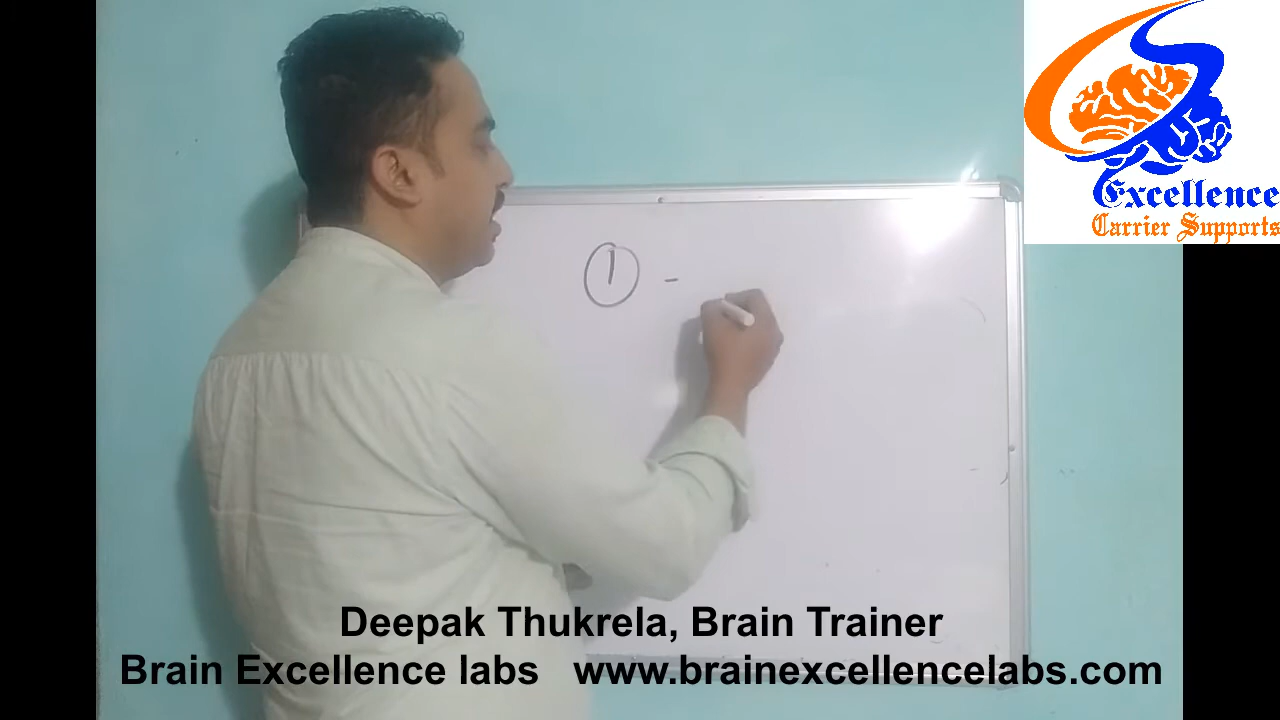 Excellence
Carrier Supports
1 -
Deepak Thukrela, Brain Trainer
Brain Excellence labs www.brainexcellencelabs.com